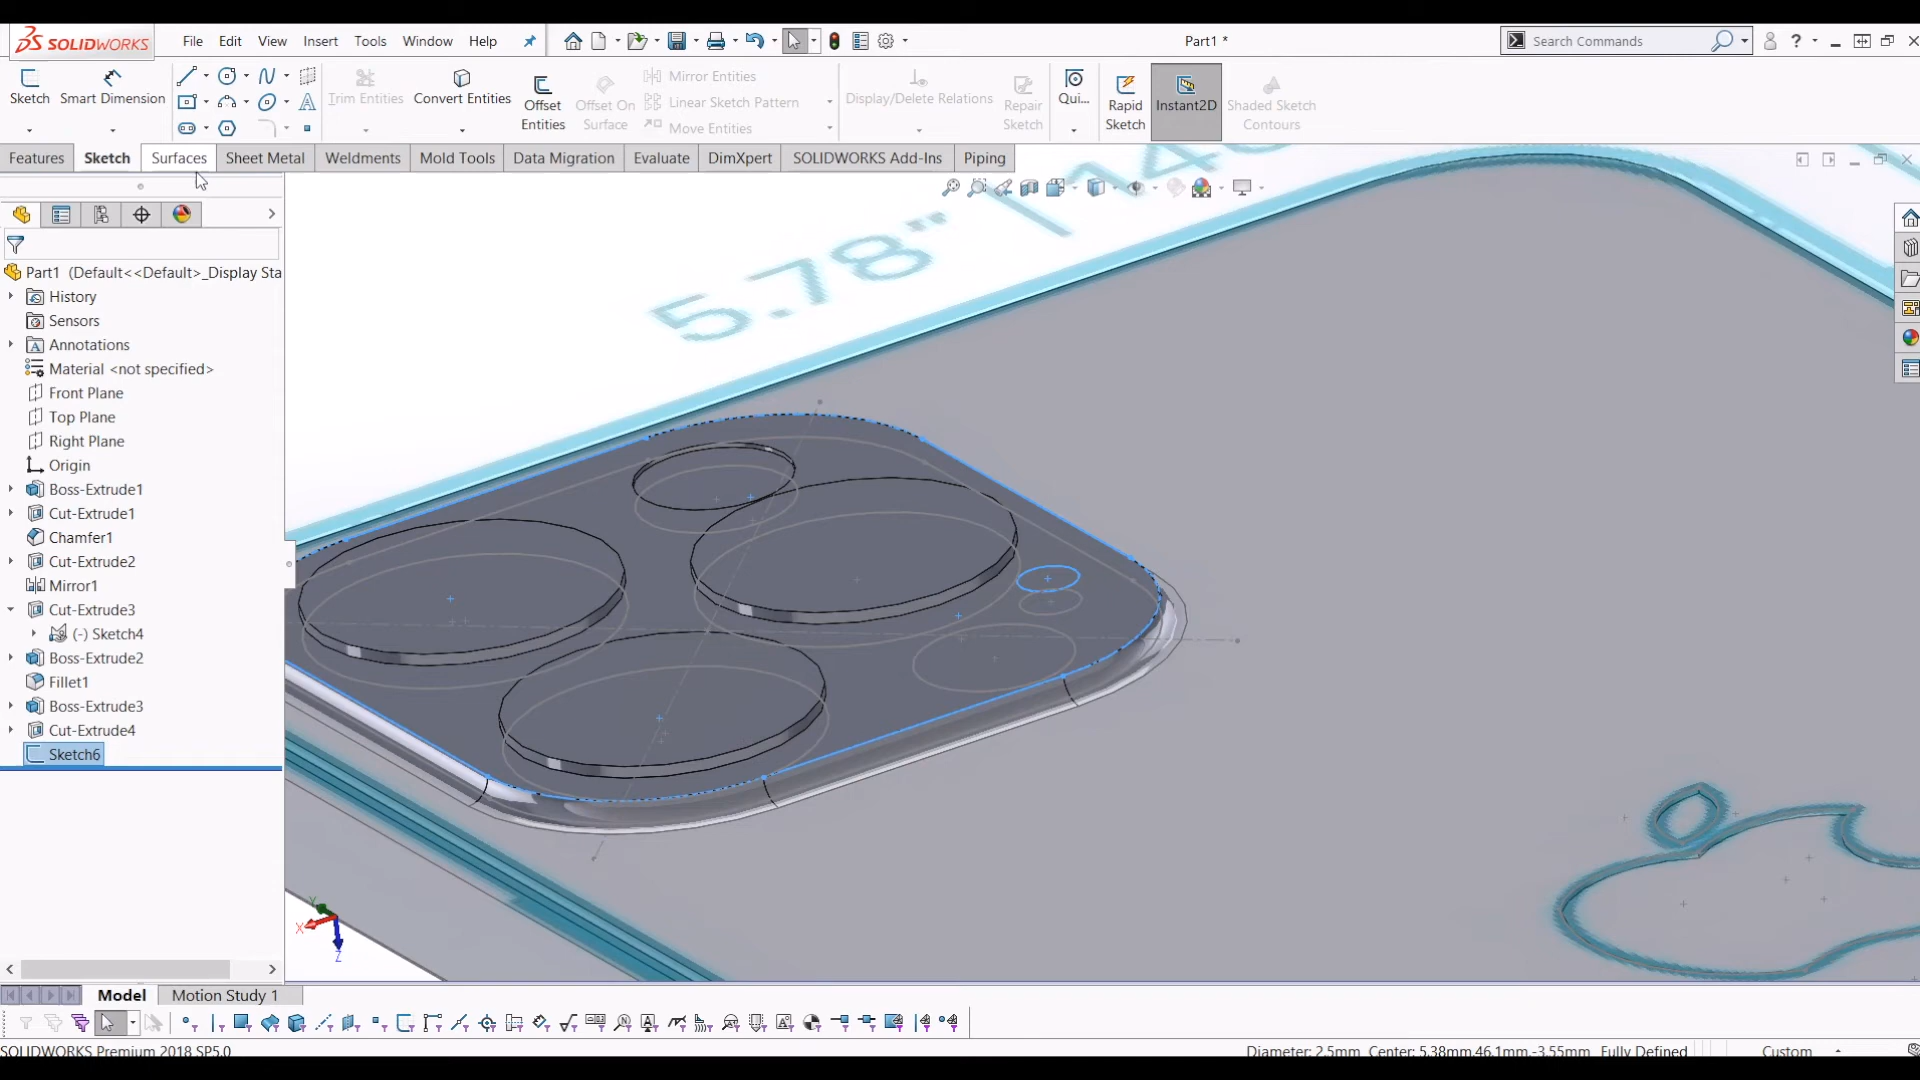 SOLIDWORKS
File Edit View Insert Tools Window Help
Part1 *
Search Commands
Sketch
Smart Dimension
Trim Entities
Convert Entities
Offset Entities
Offset On Surface
Mirror Entities
Linear Sketch Pattern
Move Entities
Display/Delete Relations
Repair Sketch
Qui...
Rapid Sketch
Instant2D
Shaded Sketch Contours
Features Sketch Surfaces Sheet Metal Weldments Mold Tools Data Migration Evaluate DimXpert SOLIDWORKS Add-Ins Piping
Part1 (Default<<Default>_Display Sta
History
Sensors
Annotations
Material <not specified>
Front Plane
Top Plane
Right Plane
Origin
Boss-Extrude1
Cut-Extrude1
Chamfer1
Cut-Extrude2
Mirror1
Cut-Extrude3
(-) Sketch4
Boss-Extrude2
Fillet1
Boss-Extrude3
Cut-Extrude4
Sketch6
5.78"
X
Y
Z
Model Motion Study 1
SOLIDWORKS Premium 2018 SP5.0
Diameter: 2.5mm Center: 5.38mm,46.1mm,-3.55mm Fully Defined
Custom